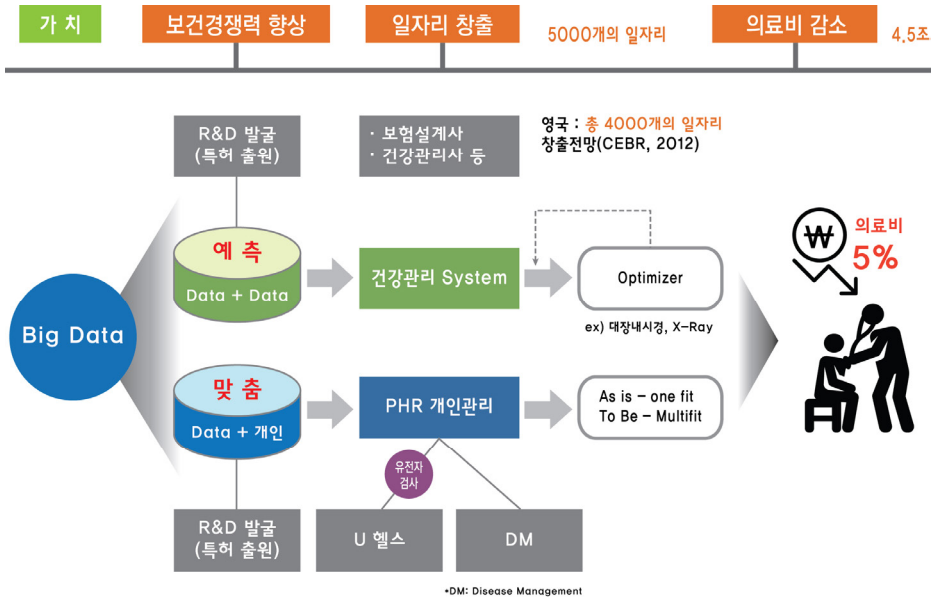 가 치
보건경쟁력 향상
일자리 창출
5000개의 일자리
의료비 감소
4.5조
R&D 발굴
(특허 출원)
· 보험설계사
· 건강관리사 등
영국 : 총 4000개의 일자리
창출전망(CEBR, 2012)
Big Data
예 측
Data + Data
건강관리 System
Optimizer
ex) 대장내시경, X-Ray
₩
의료비
5%
맞 춤
Data + 개인
PHR 개인관리
As is - one fit
To Be - Multifit
유전자
검사
R&D 발굴
(특허 출원)
U 헬스
DM
*DM: Disease Management